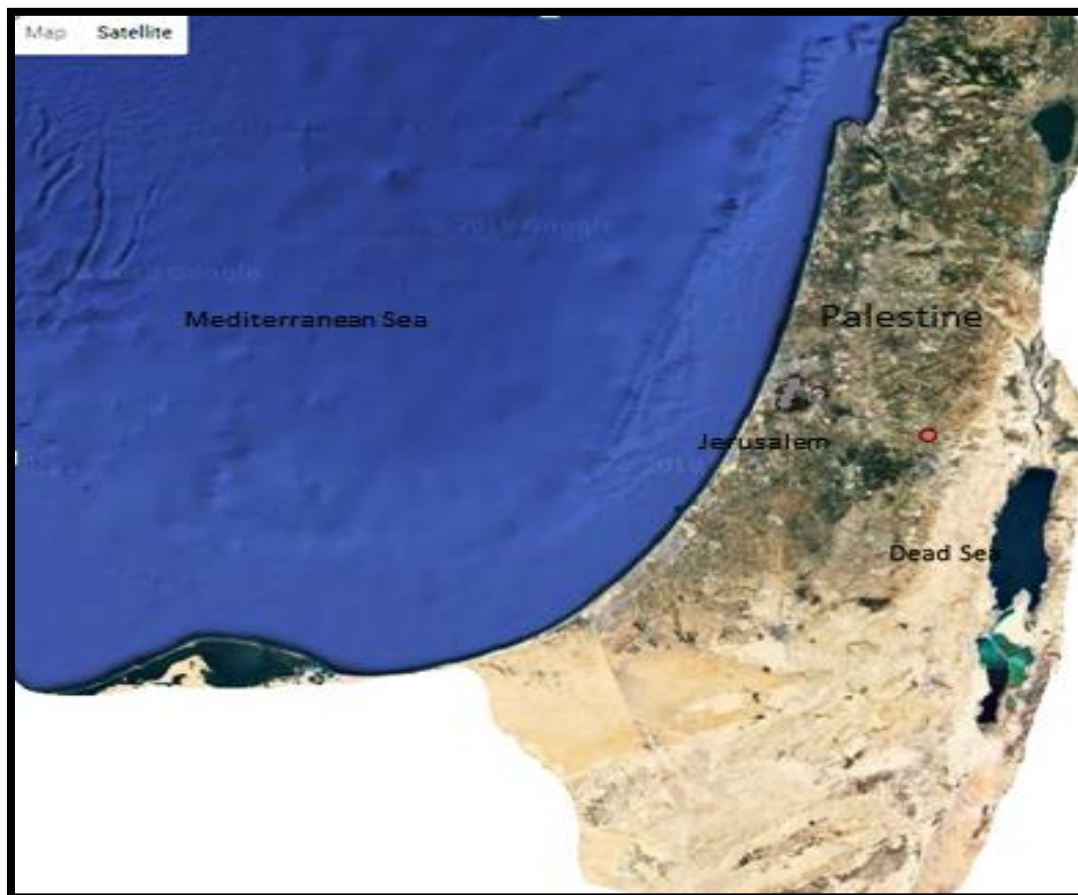 Map Satellite
Mediterranean Sea
Palestine
Jerusalem
Dead Sea